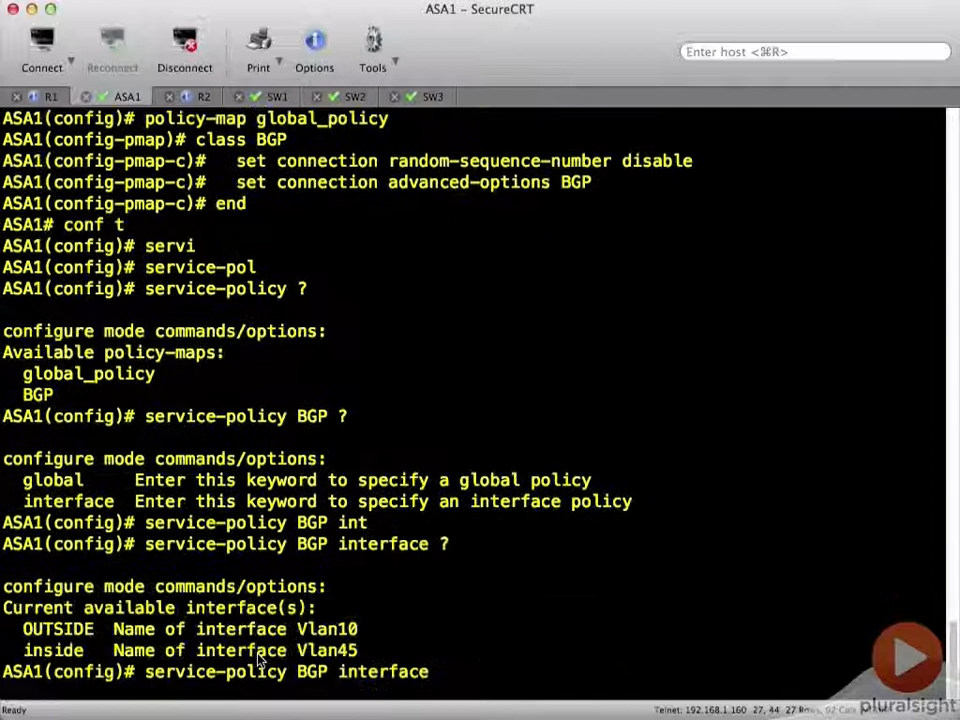 ASA1 – SecureCRT
Connect Reconnect Disconnect Print Options Tools Enter host <⌘R>
R1 ASA1 R2 SW1 SW2 SW3
ASA1(config)# policy-map global_policy
ASA1(config-pmap)# class BGP
ASA1(config-pmap-c)#   set connection random-sequence-number disable
ASA1(config-pmap-c)#   set connection advanced-options BGP
ASA1(config-pmap-c)# end
ASA1# conf t
ASA1(config)# servi
ASA1(config)# service-pol
ASA1(config)# service-policy ?
configure mode commands/options:
Available policy-maps:
  global_policy
  BGP
ASA1(config)# service-policy BGP ?
configure mode commands/options:
  global     Enter this keyword to specify a global policy
  interface  Enter this keyword to specify an interface policy
ASA1(config)# service-policy BGP int
ASA1(config)# service-policy BGP interface ?
configure mode commands/options:
Current available interface(s):
  OUTSIDE  Name of interface Vlan10
  inside   Name of interface Vlan45
ASA1(config)# service-policy BGP interface
Ready Telnet: 192.168.1.160 27, 44 27 Rows, 92 Cols
pluralsight